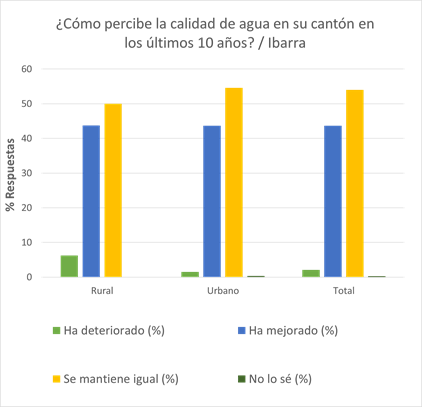 ¿Cómo percibe la calidad de agua en su cantón en
los últimos 10 años? / Ibarra
% Respuestas
60
50
40
30
20
10
0
Rural
Urbano
Total
Ha deteriorado (%)
Ha mejorado (%)
Se mantiene igual (%)
No lo sé (%)